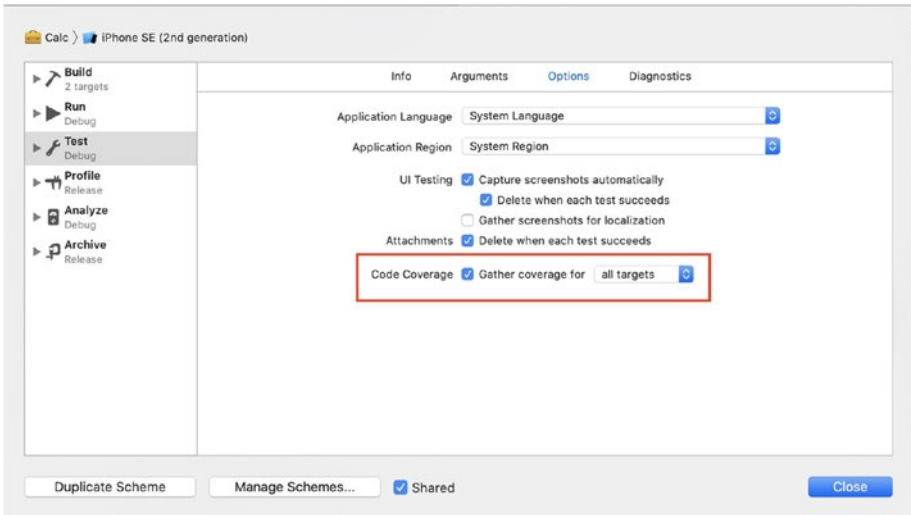 Calc 〉 iPhone SE (2nd generation)
Build
2 targets
Run
Debug
Test
Debug
Profile
Release
Analyze
Debug
Archive
Release
Info Arguments Options Diagnostics
Application Language System Language
Application Region System Region
UI Testing Capture screenshots automatically
Delete when each test succeeds
Gather screenshots for localization
Attachments Delete when each test succeeds
Code Coverage Gather coverage for all targets
Duplicate Scheme Manage Schemes... Shared Close